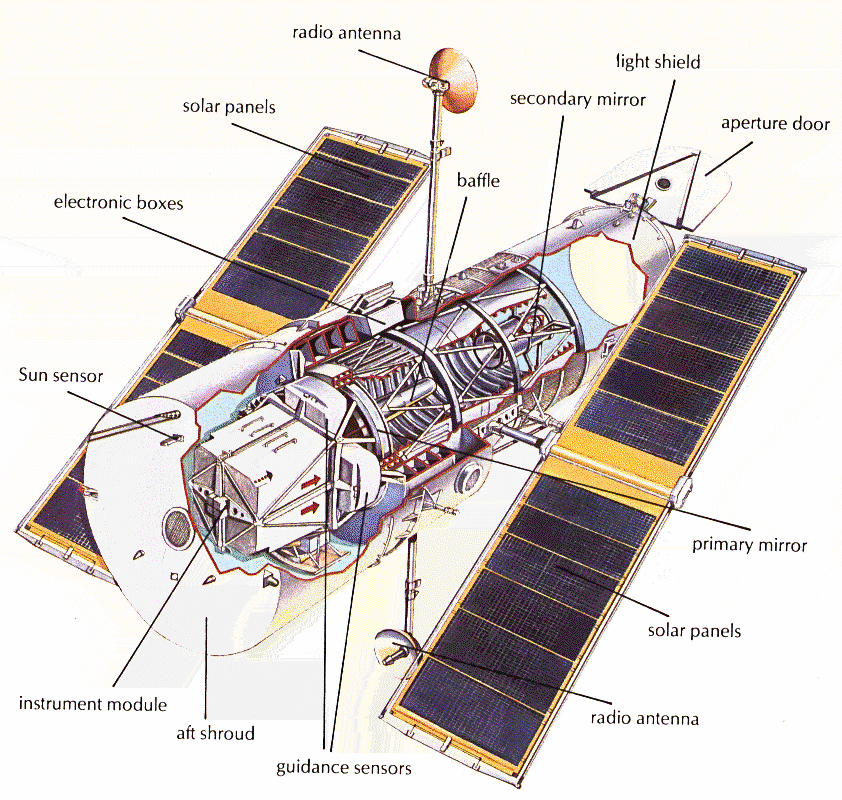 radio antenna
light shield
solar panels
secondary mirror
aperture door
baffle
electronic boxes
Sun sensor
primary mirror
solar panels
instrument module
radio antenna
aft shroud
guidance sensors